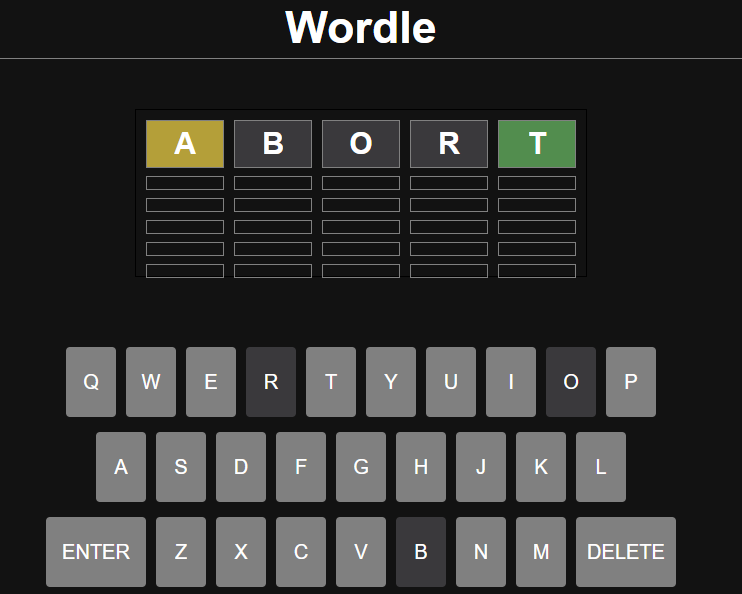 Wordle
A B O R T
Q W E R T Y U I O P
A S D F G H J K L
ENTER Z X C V B N M DELETE